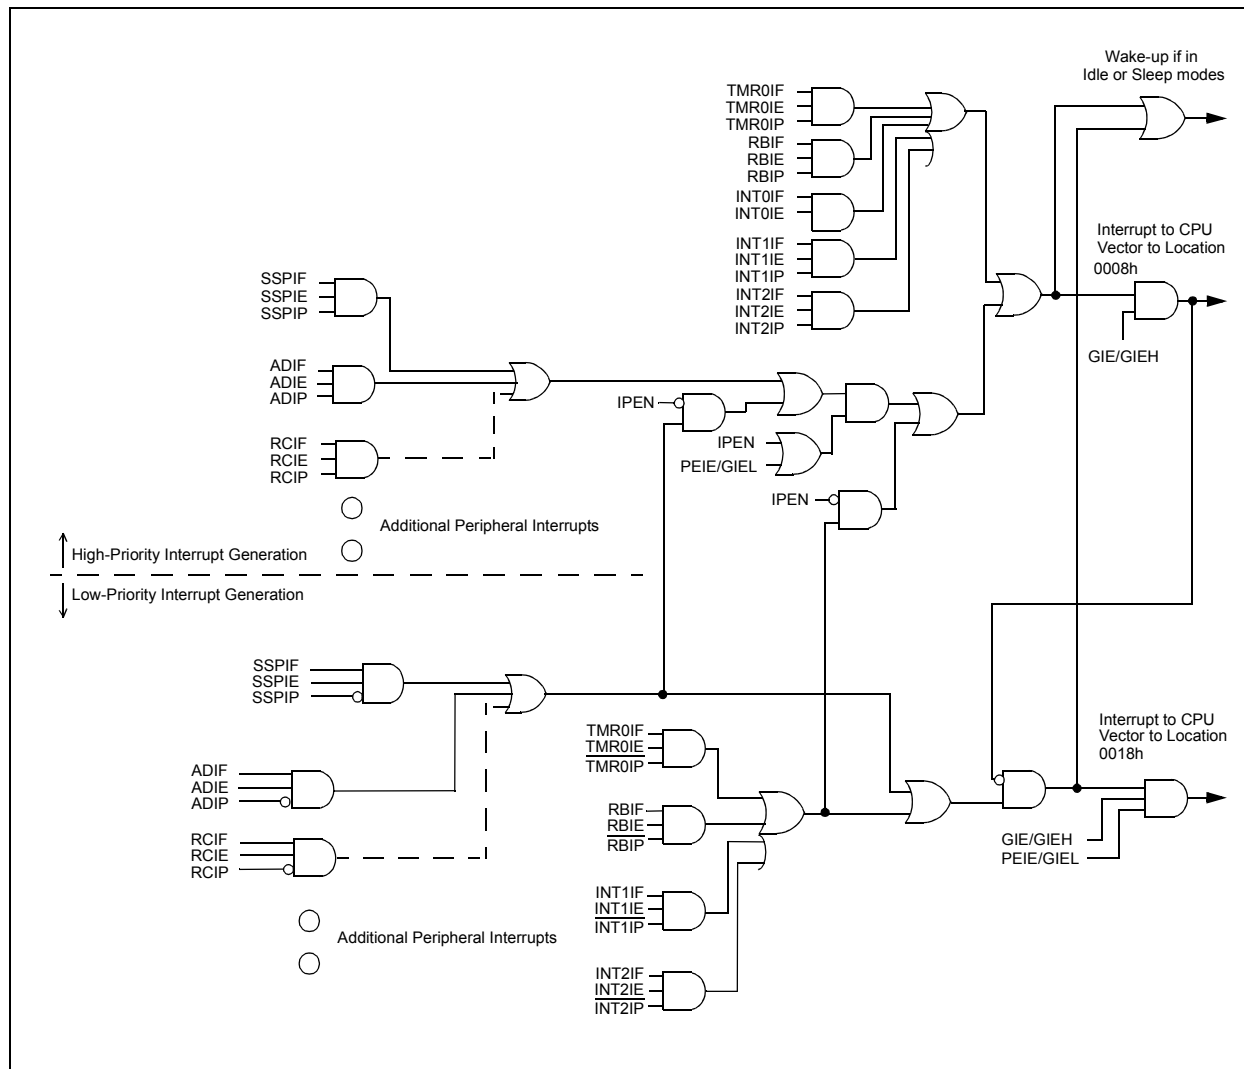 Wake-up if in
Idle or Sleep modes
TMR0IF
TMR0IE
TMR0IP
RBIF
RBIE
RBIP
INT0IF
INT0IE
INT1IF
INT1IE
INT1IP
INT2IF
INT2IE
INT2IP
Interrupt to CPU
Vector to Location
0008h
GIE/GIEH
SSPIF
SSPIE
SSPIP
ADIF
ADIE
ADIP
RCIF
RCIE
RCIP
IPEN
IPEN
PEIE/GIEL
IPEN
Additional Peripheral Interrupts
High-Priority Interrupt Generation
Low-Priority Interrupt Generation
SSPIF
SSPIE
SSPIP
ADIF
ADIE
ADIP
RCIF
RCIE
RCIP
Additional Peripheral Interrupts
TMR0IF
TMR0IE
TMR0IP
RBIF
RBIE
RBIP
INT1IF
INT1IE
INT1IP
INT2IF
INT2IE
INT2IP
Interrupt to CPU
Vector to Location
0018h
GIE/GIEH
PEIE/GIEL